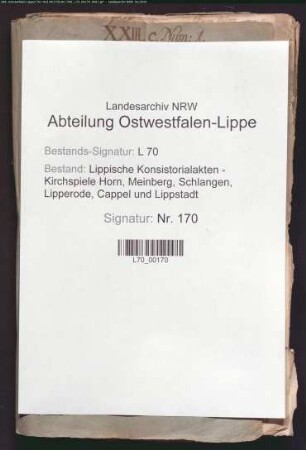 XXIII. c. Num: 1.
Landesarchiv NRW
Abteilung Ostwestfalen-Lippe
Bestands-Signatur: L 70
Bestand: Lippische Konsistorialakten -
Kirchspiele Horn, Meinberg, Schlangen,
Lipperode, Cappel und Lippstadt
Signatur: Nr. 170
L70_00170